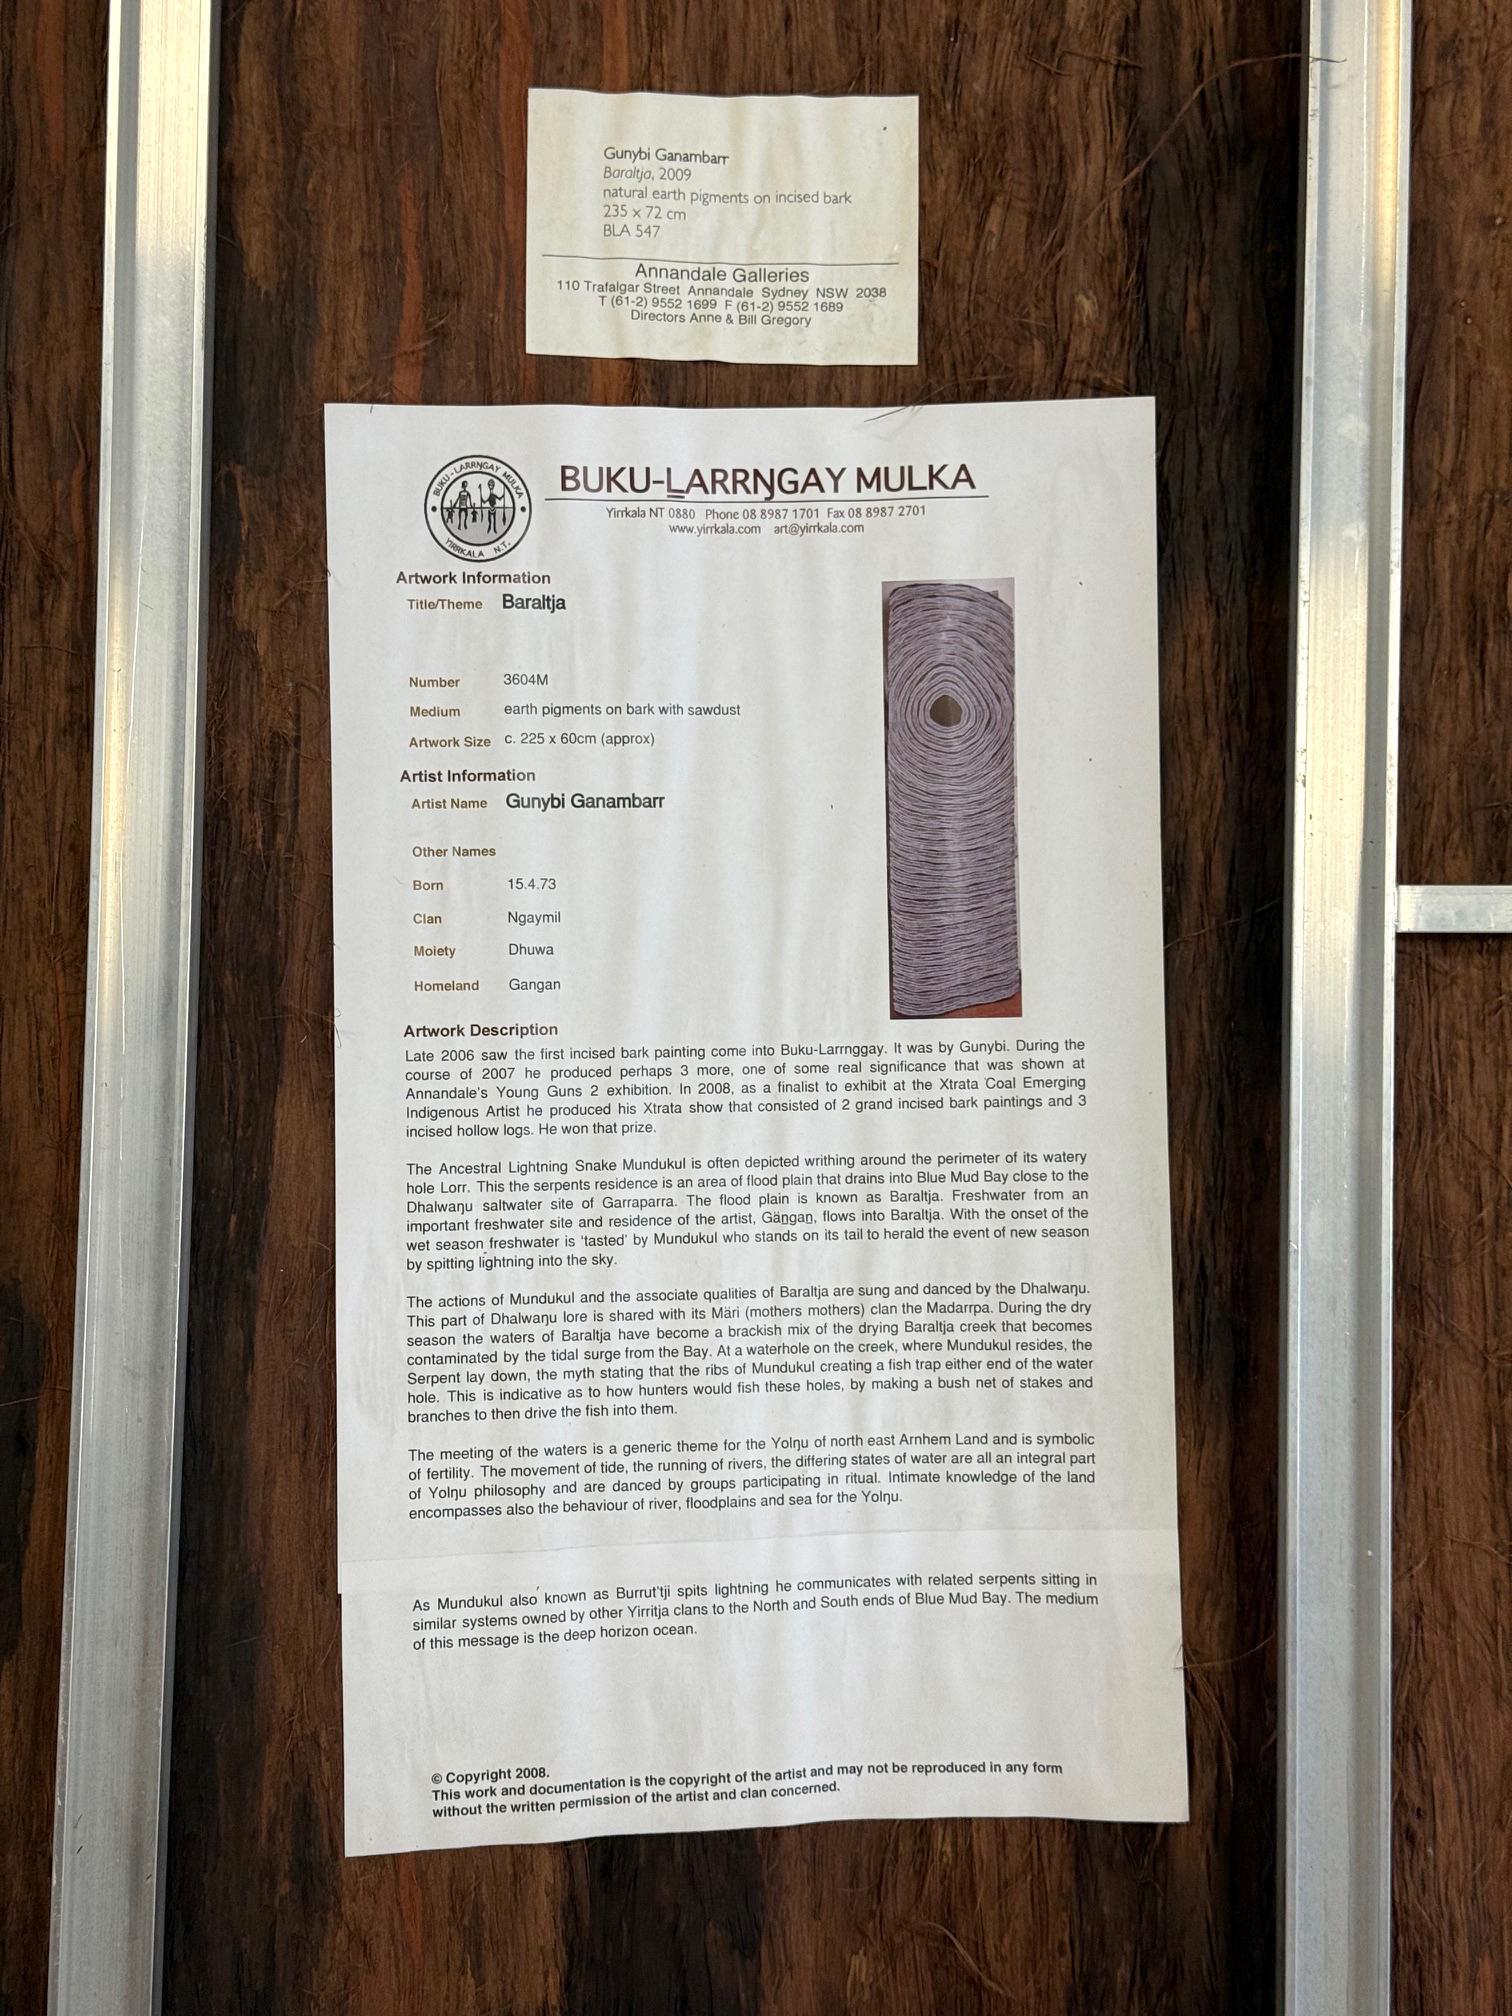 Gunybi Ganambarr
Baraltja, 2009
natural earth pigments on incised bark
235 x 72 cm
BLA 547
Annandale Galleries
110 Trafalgar Street Annandale Sydney NSW 2038
T (61-2) 9552 1699 F (61-2) 9552 1689
Directors Anne & Bill Gregory
BUKU-LARRŊGAY MULKA
YIRRKALA N.T.
BUKU-L̲ARRŊGAY MULKA
Yirrkala NT 0880 Phone 08 8987 1701 Fax 08 8987 2701
www.yirrkala.com art@yirrkala.com
Artwork Information
Title/Theme Baraltja
Number 3604M
Medium earth pigments on bark with sawdust
Artwork Size c. 225 x 60cm (approx)
Artist Information
Artist Name Gunybi Ganambarr
Other Names
Born 15.4.73
Clan Ngaymil
Moiety Dhuwa
Homeland Gangan
Artwork Description
Late 2006 saw the first incised bark painting come into Buku-Larrnggay. It was by Gunybi. During the
course of 2007 he produced perhaps 3 more, one of some real significance that was shown at
Annandale's Young Guns 2 exhibition. In 2008, as a finalist to exhibit at the Xtrata Coal Emerging
Indigenous Artist he produced his Xtrata show that consisted of 2 grand incised bark paintings and 3
incised hollow logs. He won that prize.
The Ancestral Lightning Snake Mundukul is often depicted writhing around the perimeter of its watery
hole Lorr. This the serpents residence is an area of flood plain that drains into Blue Mud Bay close to the
Dhalwaŋu saltwater site of Garraparra. The flood plain is known as Baraltja. Freshwater from an
important freshwater site and residence of the artist, Gäṉgaṉ, flows into Baraltja. With the onset of the
wet season freshwater is 'tasted' by Mundukul who stands on its tail to herald the event of new season
by spitting lightning into the sky.
The actions of Mundukul and the associate qualities of Baraltja are sung and danced by the Dhalwaŋu.
This part of Dhalwaŋu lore is shared with its Märi (mothers mothers) clan the Madarrpa. During the dry
season the waters of Baraltja have become a brackish mix of the drying Baraltja creek that becomes
contaminated by the tidal surge from the Bay. At a waterhole on the creek, where Mundukul resides, the
Serpent lay down, the myth stating that the ribs of Mundukul creating a fish trap either end of the water
hole. This is indicative as to how hunters would fish these holes, by making a bush net of stakes and
branches to then drive the fish into them.
The meeting of the waters is a generic theme for the Yolŋu of north east Arnhem Land and is symbolic
of fertility. The movement of tide, the running of rivers, the differing states of water are all an integral part
of Yolŋu philosophy and are danced by groups participating in ritual. Intimate knowledge of the land
encompasses also the behaviour of river, floodplains and sea for the Yolŋu.
As Mundukul also known as Burrut'tji spits lightning he communicates with related serpents sitting in
similar systems owned by other Yirritja clans to the North and South ends of Blue Mud Bay. The medium
of this message is the deep horizon ocean.
© Copyright 2008.
This work and documentation is the copyright of the artist and may not be reproduced in any form
without the written permission of the artist and clan concerned.